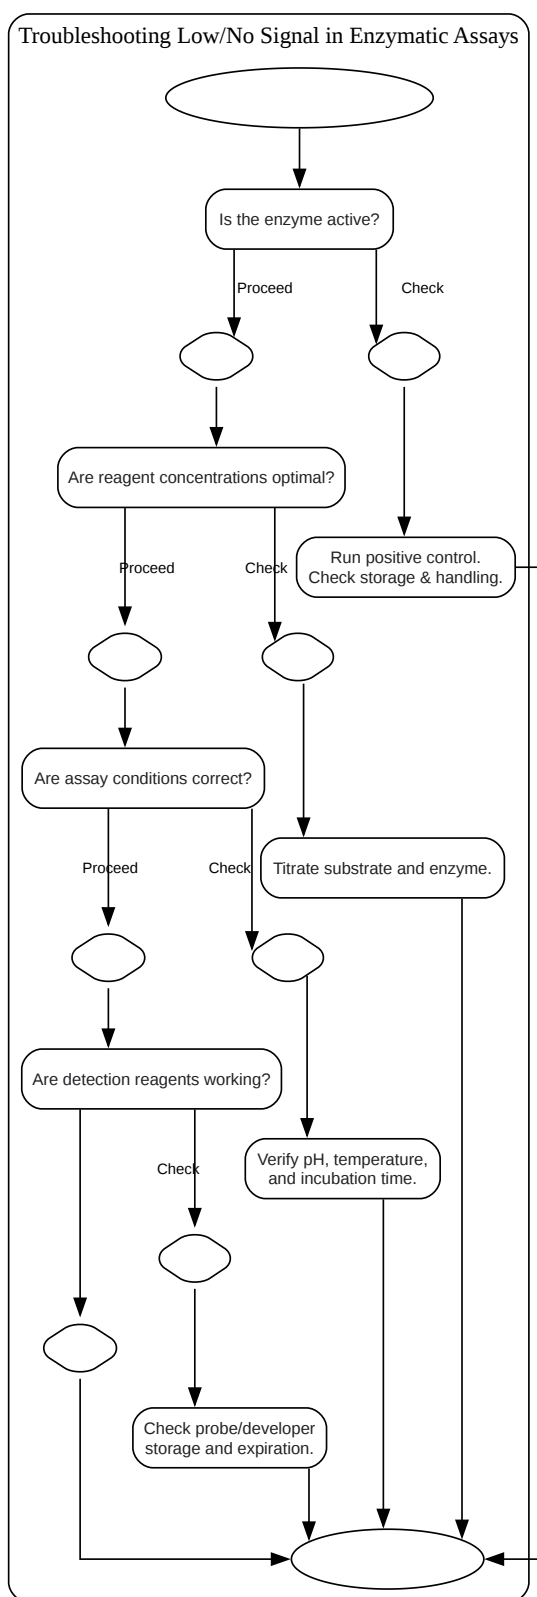 Troubleshooting Low/No Signal in Enzymatic Assays
Is the enzyme active?
Proceed
Check
Are reagent concentrations optimal?
Proceed
Check
Run positive control.
Check storage & handling.
Are assay conditions correct?
Proceed
Check
Titrate substrate and enzyme.
Are detection reagents working?
Check
Verify pH, temperature,
and incubation time.
Check probe/developer
storage and expiration.